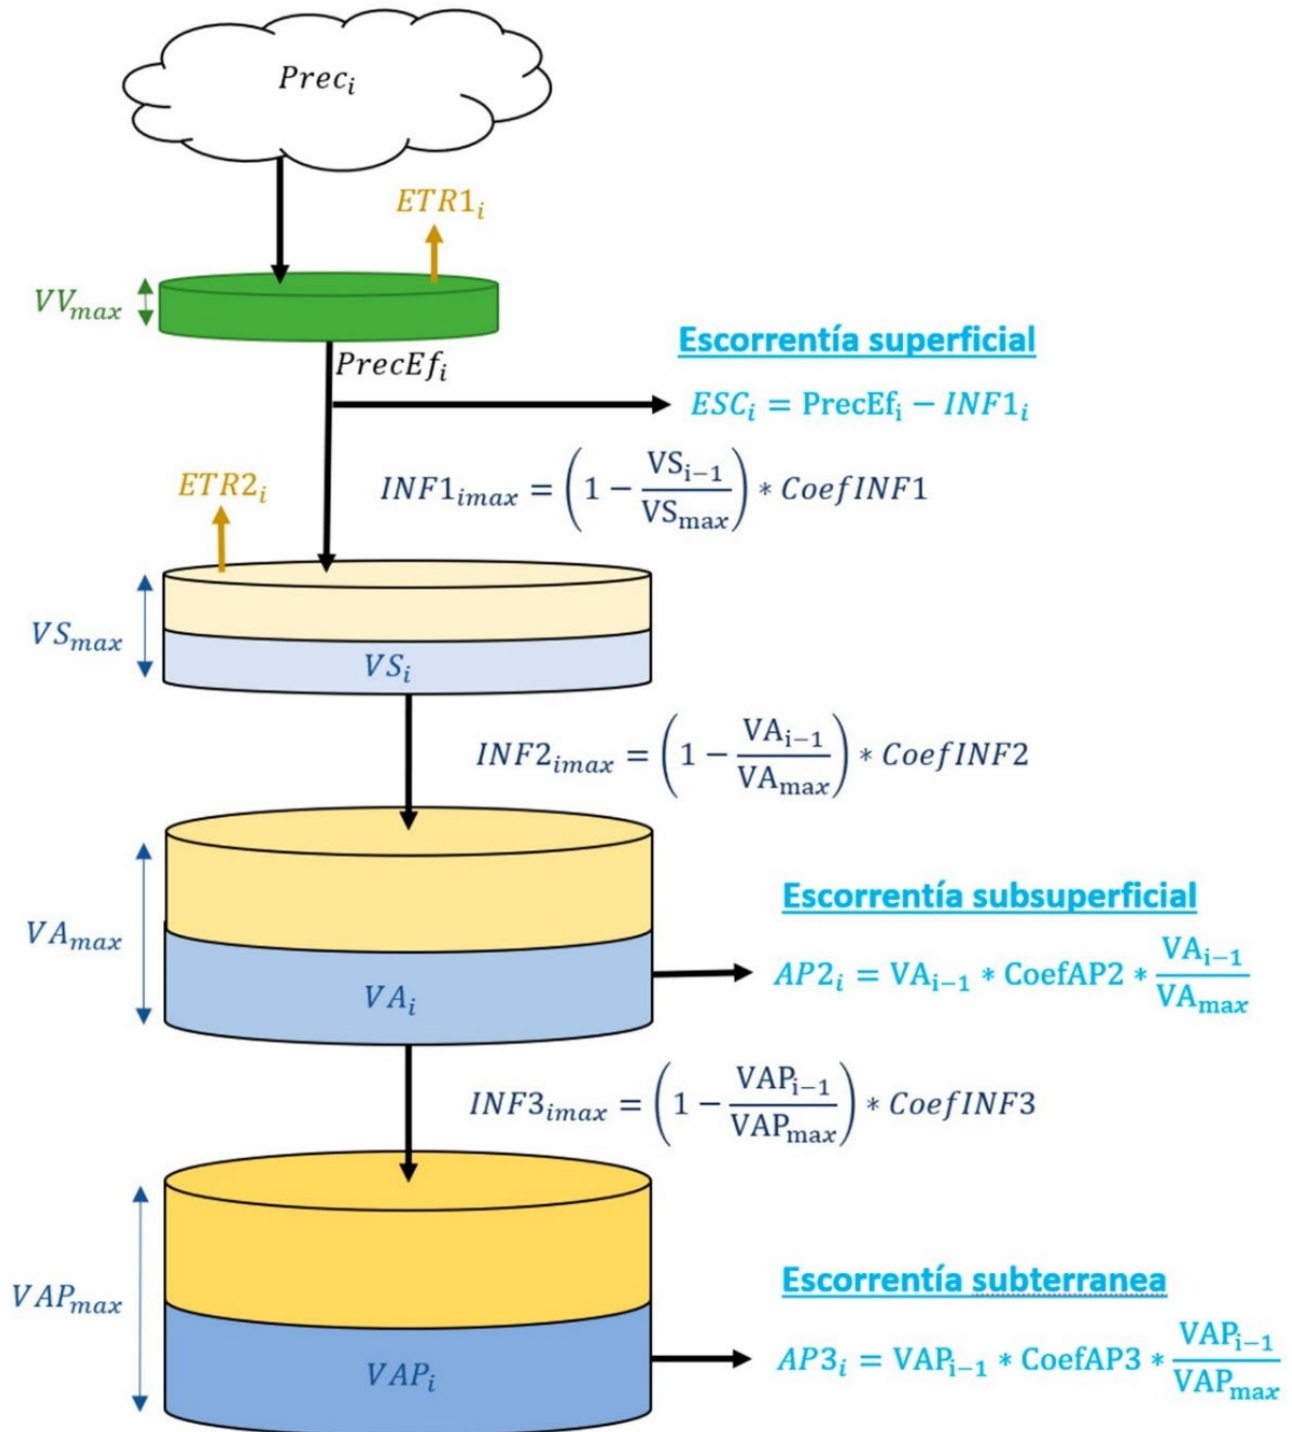 Prec_i
ETR1_i
VV_max
PrecEf_i
Escorrentía superficial
ESC_i = PrecEf_i − INF1_i
ETR2_i
INF1_imax = (1 − VS_i−1 / VS_max) * CoefINF1
VS_max
VS_i
INF2_imax = (1 − VA_i−1 / VA_max) * CoefINF2
Escorrentía subsuperficial
VA_max
AP2_i = VA_i−1 * CoefAP2 * VA_i−1 / VA_max
VA_i
INF3_imax = (1 − VAP_i−1 / VAP_max) * CoefINF3
Escorrentía subterranea
VAP_max
AP3_i = VAP_i−1 * CoefAP3 * VAP_i−1 / VAP_max
VAP_i